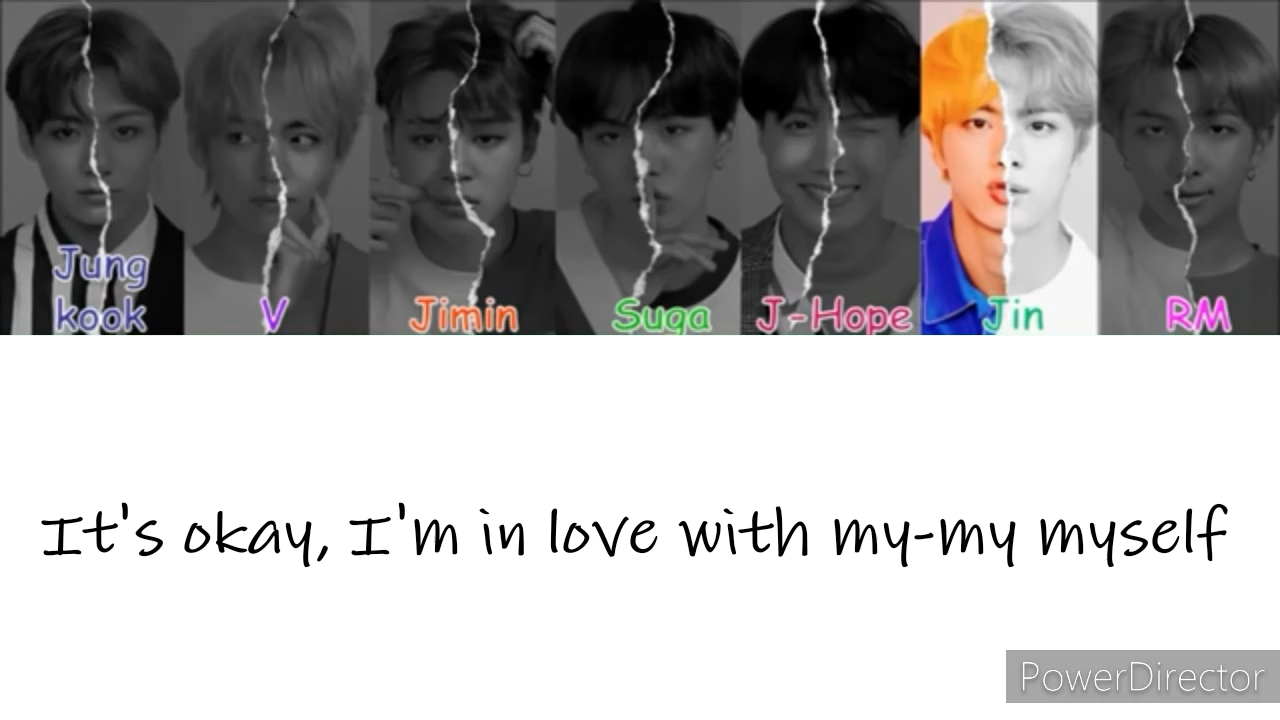 Jung
kook
V
Jimin
Suga
J-Hope
Jin
RM
It's okay, I'm in love with my-my myself
PowerDirector